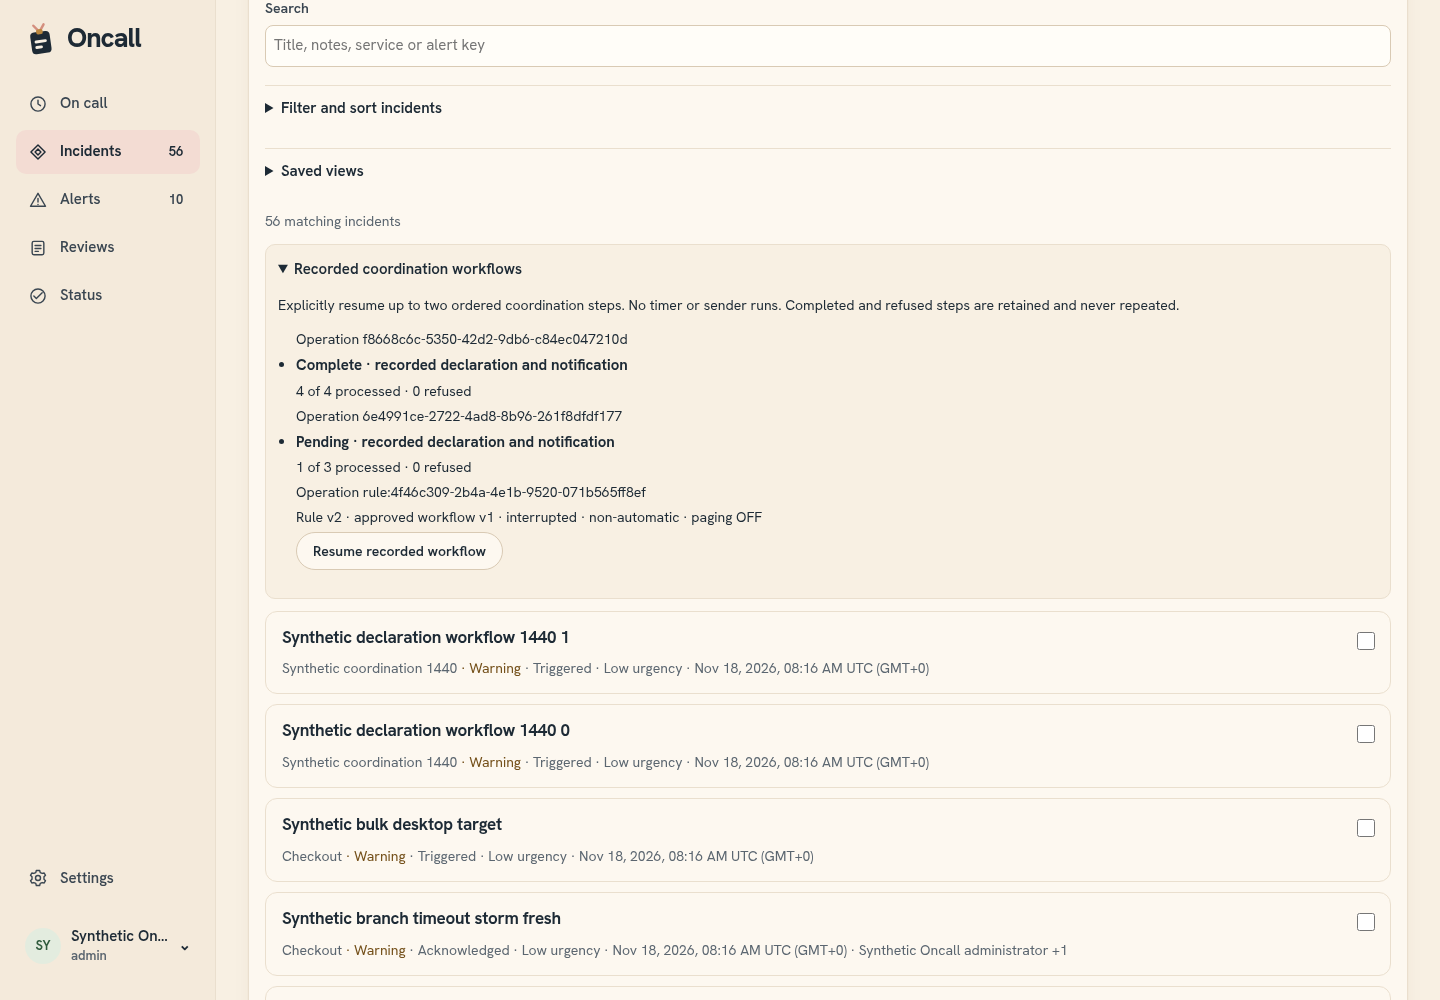 Oncall
On call
Incidents 56
Alerts 10
Reviews
Status
Settings
SY
Synthetic On...
admin
Search
Title, notes, service or alert key
Filter and sort incidents
Saved views
56 matching incidents
Recorded coordination workflows
Explicitly resume up to two ordered coordination steps. No timer or sender runs. Completed and refused steps are retained and never repeated.
Operation f8668c6c-5350-42d2-9db6-c84ec047210d
Complete · recorded declaration and notification
4 of 4 processed · 0 refused
Operation 6e4991ce-2722-4ad8-8b96-261f8dfdf177
Pending · recorded declaration and notification
1 of 3 processed · 0 refused
Operation rule:4f46c309-2b4a-4e1b-9520-071b565ff8ef
Rule v2 · approved workflow v1 · interrupted · non-automatic · paging OFF
Resume recorded workflow
Synthetic declaration workflow 1440 1
Synthetic coordination 1440 · Warning · Triggered · Low urgency · Nov 18, 2026, 08:16 AM UTC (GMT+0)
Synthetic declaration workflow 1440 0
Synthetic coordination 1440 · Warning · Triggered · Low urgency · Nov 18, 2026, 08:16 AM UTC (GMT+0)
Synthetic bulk desktop target
Checkout · Warning · Triggered · Low urgency · Nov 18, 2026, 08:16 AM UTC (GMT+0)
Synthetic branch timeout storm fresh
Checkout · Warning · Acknowledged · Low urgency · Nov 18, 2026, 08:16 AM UTC (GMT+0) · Synthetic Oncall administrator +1